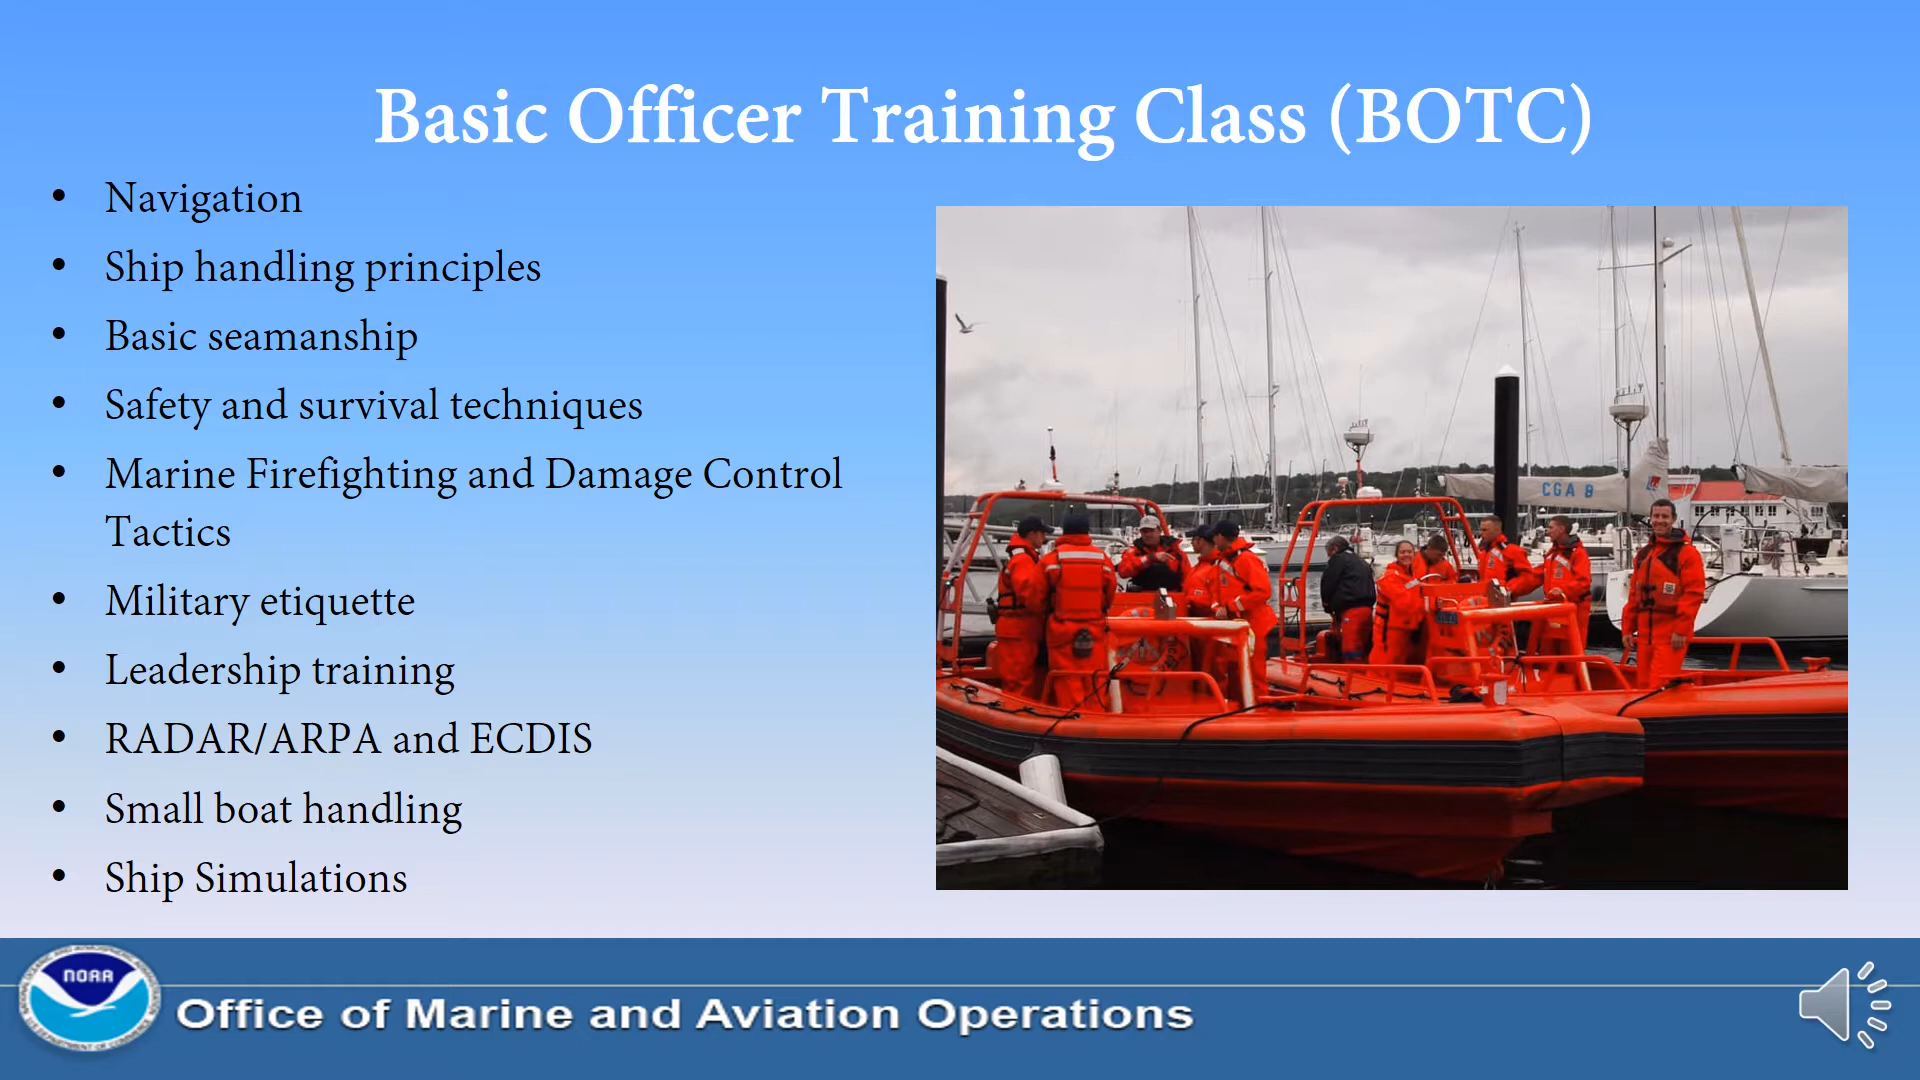 Basic Officer Training Class (BOTC)
• Navigation
• Ship handling principles
• Basic seamanship
• Safety and survival techniques
• Marine Firefighting and Damage Control
Tactics
• Military etiquette
• Leadership training
• RADAR/ARPA and ECDIS
• Small boat handling
• Ship Simulations
CGA 8
NOAA
Office of Marine and Aviation Operations